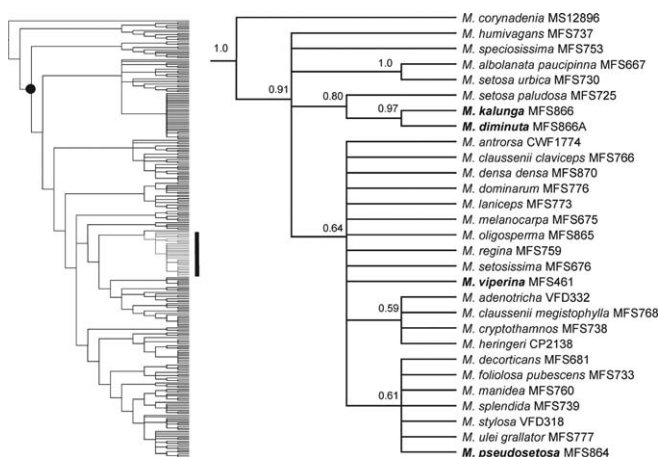 M. corynadenia MS12896
M. humivagans MFS737
M. speciosissima MFS753
M. albolanata paucipinna MFS667
M. setosa urbica MFS730
M. setosa paludosa MFS725
M. kalunga MFS866
M. diminuta MFS866A
M. antrorsa CWF1774
M. claussenii claviceps MFS766
M. densa densa MFS870
M. dominarum MFS776
M. laniceps MFS773
M. melanocarpa MFS675
M. oligosperma MFS865
M. regina MFS759
M. setosissima MFS676
M. viperina MFS461
M. adenotricha VFD332
M. claussenii megistophylla MFS768
M. cryptothamnos MFS738
M. heringeri CP2138
M. decorticans MFS681
M. foliolosa pubescens MFS733
M. manidea MFS760
M. splendida MFS739
M. stylosa VFD318
M. ulei grallator MFS777
M. pseudosetosa MFS864
1.0
0.91
1.0
0.80
0.97
0.64
0.59
0.61